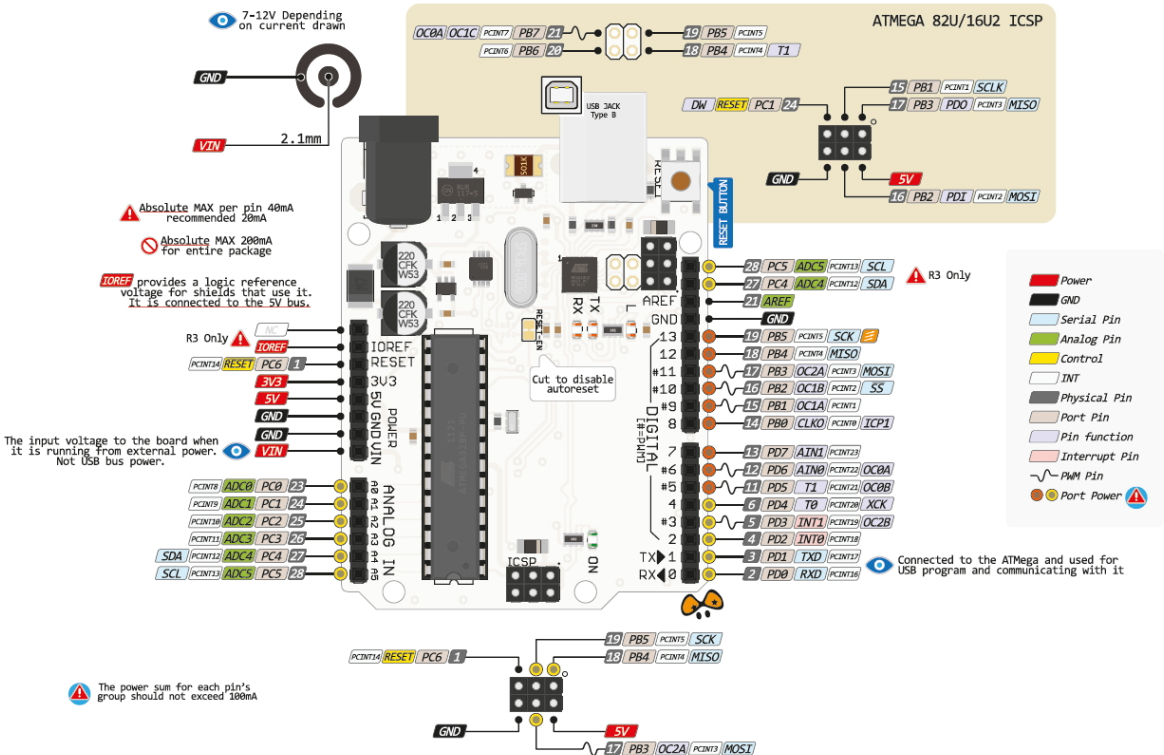 7-12V Depending
on current drawn
GND
VIN
2.1mm
ATMEGA 82U/16U2 ICSP
OC0A OC1C PCINT7 PB7 21
PCINT6 PB6 20
19 PB5 PCINT5
18 PB4 PCINT4 T1
15 PB1 PCINT1 SCLK
DW RESET PC1 24
17 PB3 PDO PCINT3 MISO
GND
5V
16 PB2 PDI PCINT2 MOSI
USB JACK
Type B
RESET
RESET BUTTON
Absolute MAX per pin 40mA
recommended 20mA
Absolute MAX 200mA
for entire package
IOREF provides a logic reference
voltage for shields that use it.
It is connected to the 5V bus.
4
1 2 3
501K
220
CFK
W53
220
CFK
W53
R3 Only
NC
IOREF
PCINT14 RESET PC6 1
3V3
5V
GND
GND
VIN
The input voltage to the board when
it is running from external power.
Not USB bus power.
IOREF
RESET
3V3
5V
GND
VIN
POWER
PCINT8 ADC0 PC0 23
PCINT9 ADC1 PC1 24
PCINT10 ADC2 PC2 25
PCINT11 ADC3 PC3 26
SDA PCINT12 ADC4 PC4 27
SCL PCINT13 ADC5 PC5 28
A0
A1
A2
A3
A4
A5
ANALOG IN
RX
TX
L
RESET-EN
Cut to disable
autoreset
ICSP
ON
AREF
GND
13
12
#11
#10
#9
8
7
#6
#5
4
#3
2
TX 1
RX 0
DIGITAL
[#=PWM]
28 PC5 ADC5 PCINT13 SCL
27 PC4 ADC4 PCINT12 SDA
R3 Only
21 AREF
GND
19 PB5 PCINT5 SCK
18 PB4 PCINT4 MISO
17 PB3 OC2A PCINT3 MOSI
16 PB2 OC1B PCINT2 SS
15 PB1 OC1A PCINT1
14 PB0 CLKO PCINT0 ICP1
13 PD7 AIN1 PCINT23
12 PD6 AIN0 PCINT22 OC0A
11 PD5 T1 PCINT21 OC0B
6 PD4 T0 PCINT20 XCK
5 PD3 INT1 PCINT19 OC2B
4 PD2 INT0 PCINT18
3 PD1 TXD PCINT17
2 PD0 RXD PCINT16
Connected to the ATMega and used for
USB program and communicating with it
Power
GND
Serial Pin
Analog Pin
Control
INT
Physical Pin
Port Pin
Pin function
Interrupt Pin
PWM Pin
Port Power
19 PB5 PCINT5 SCK
PCINT14 RESET PC6 1
18 PB4 PCINT4 MISO
GND
5V
17 PB3 OC2A PCINT3 MOSI
The power sum for each pin's
group should not exceed 100mA